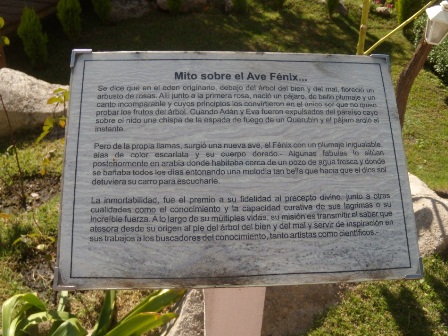 Mito sobre el Ave Fénix...
Se dice que en el eden originario, debajo del árbol del bien y del mal, floreció un
arbusto de rosas. Allí junto a la primera rosa, nació un pájaro, de bello plumaje y un
canto incomparable y cuyos principios los convirtieron en el único ser que no quiso
probar los frutos del árbol. Cuando Adán y Eva fueron expulsados del paraíso cayo
sobre el nido una chispa de la espada de fuego de un Querubín y el pájaro ardió al
instante.
Pero de la propia llamas, surgió una nueva ave, el Fénix con un plumaje inigualable,
alas de color escarlata y su cuerpo dorado.- Algunas fabulas lo sitúan
posteriormente en arabia donde habitaba cerca de un pozo de agua fresca y donde
se bañaba todos los días entonando una melodía tan bella que hacia que el dios sol
detuviera su carro para escucharle.
La inmortabilidad, fue el premio a su fidelidad al precepto divino, junto a otras
cualidades como el conocimiento y la capacidad curativa de sus lagrimas o su
increíble fuerza. A lo largo de su múltiples vidas, su misión es transmitir el saber que
atesora desde su origen al pie del árbol del bien y del mal y servir de inspiración en
sus trabajos a los buscadores del conocimiento, tanto artistas como científicos.-